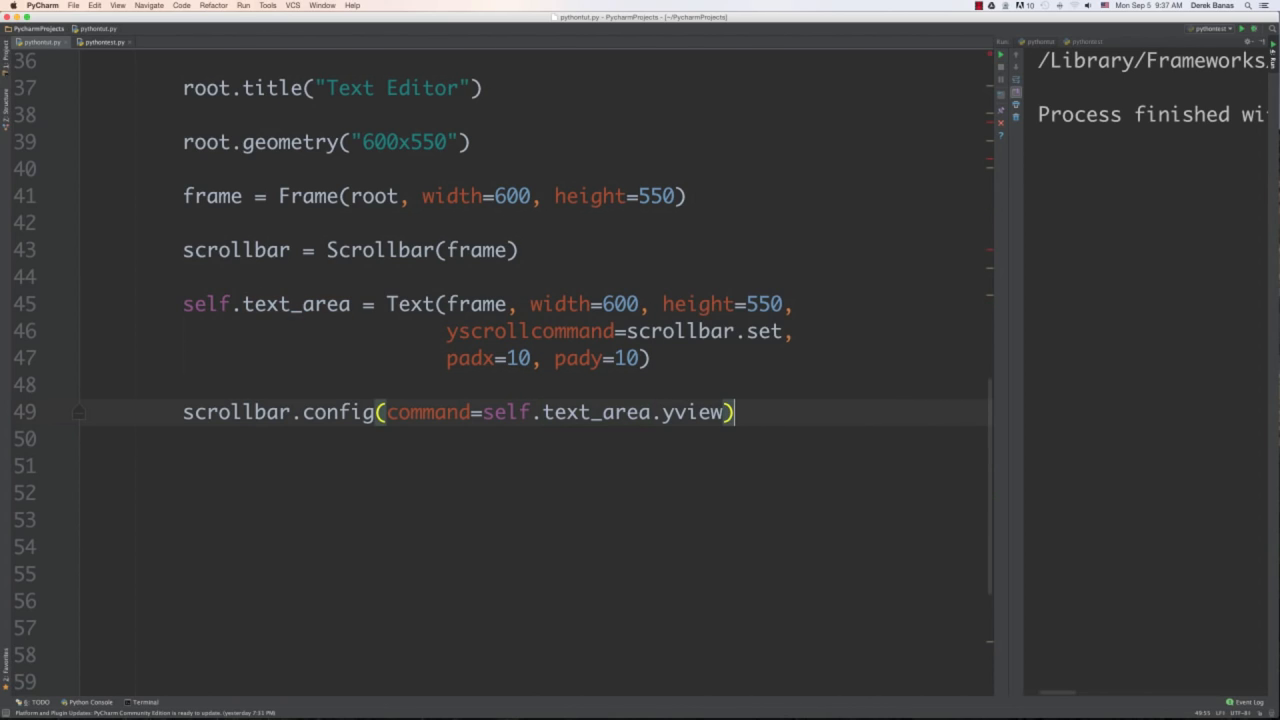 PyCharm File Edit View Navigate Code Refactor Run Tools VCS Window Help 10 Mon Sep 5 9:37 AM Derek Banas
pythontut.py - PycharmProjects - [~/PycharmProjects]
PycharmProjects pythontut.py pythontest
pythontut.py pythontest.py Run: pythontut pythontest
36
37 root.title("Text Editor")
38
39 root.geometry("600x550")
40
41 frame = Frame(root, width=600, height=550)
42
43 scrollbar = Scrollbar(frame)
44
45 self.text_area = Text(frame, width=600, height=550,
46 yscrollcommand=scrollbar.set,
47 padx=10, pady=10)
48
49 scrollbar.config(command=self.text_area.yview)
50
51
52
53
54
55
56
57
58
59
/Library/Frameworks
Process finished wi
1: Project
7: Structure
2: Favorites
6: TODO Python Console Terminal Event Log
Platform and Plugin Updates: PyCharm Community Edition is ready to update. (yesterday 7:51 PM) 49:55 LF÷ UTF-8÷